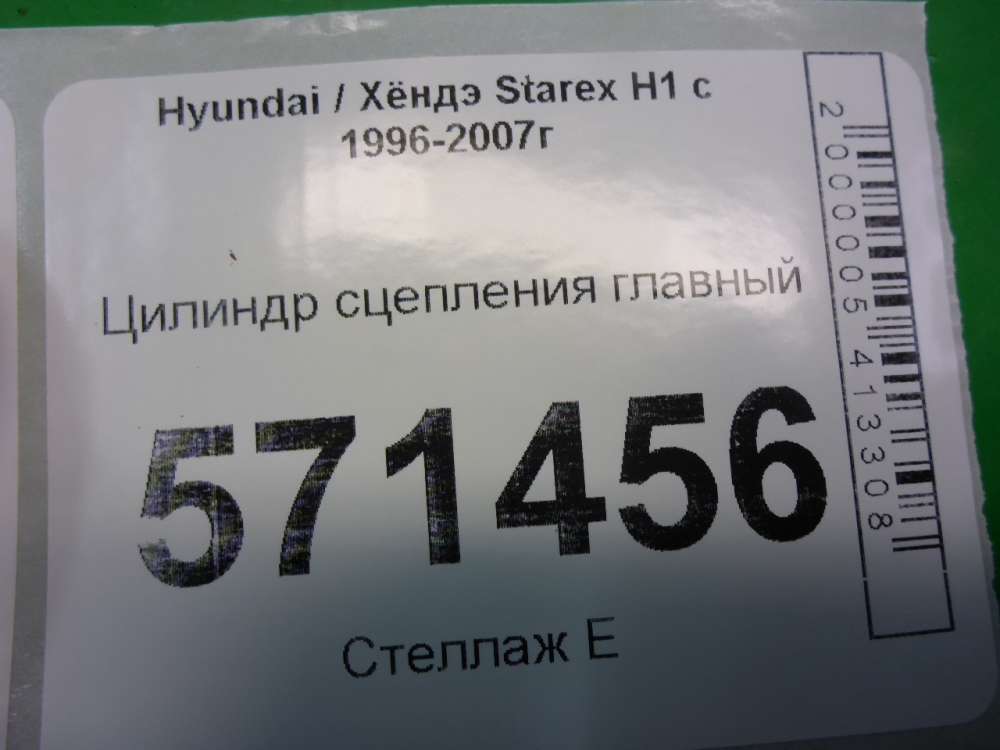 Hyundai / Хёндэ Starex H1 с
1996-2007г
Цилиндр сцепления главный
571456
Стеллаж Е
2000005413308